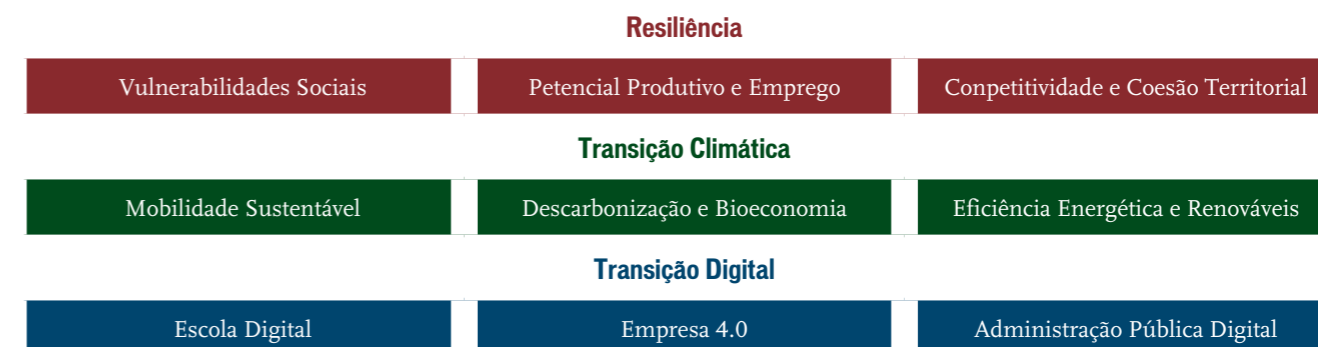 Resiliência
Vulnerabilidades Sociais Petencial Produtivo e Emprego Conpetitividade e Coesão Territorial
Transição Climática
Mobilidade Sustentável Descarbonização e Bioeconomia Eficiência Energética e Renováveis
Transição Digital
Escola Digital Empresa 4.0 Administração Pública Digital